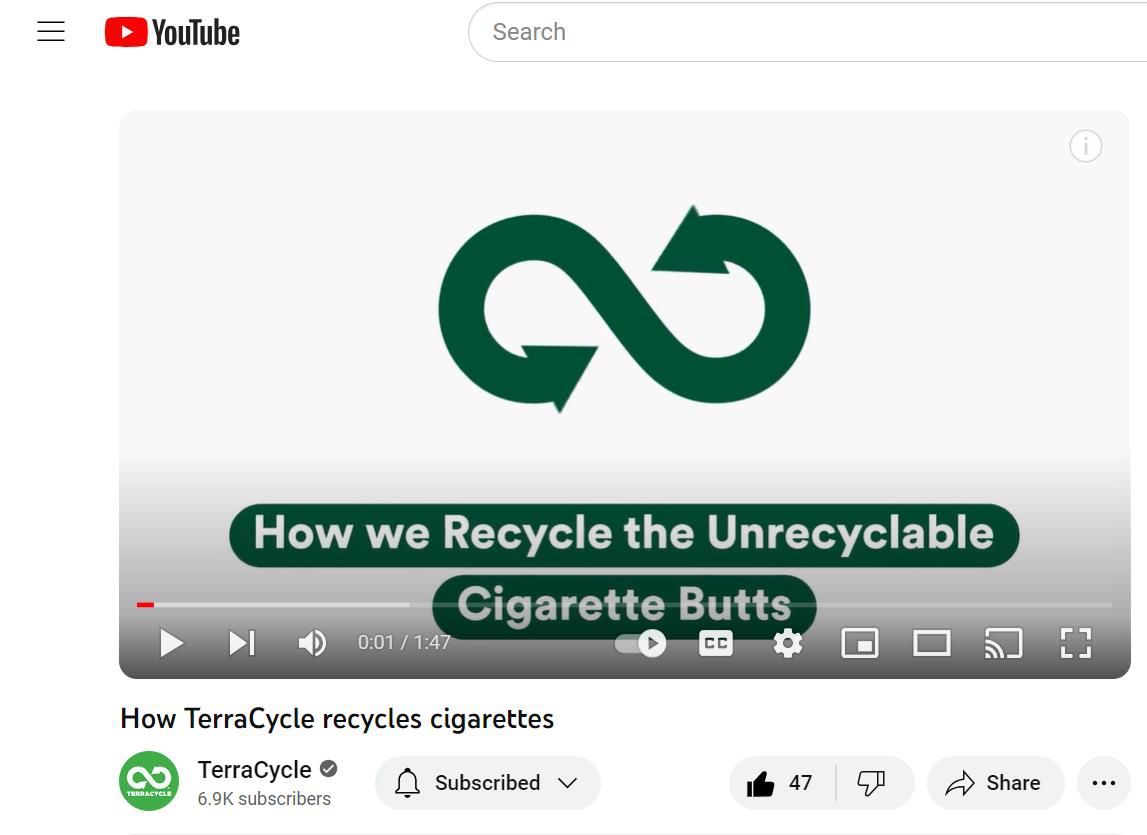 YouTube
Search
i
How we Recycle the Unrecyclable
Cigarette Butts
0:01 / 1:47
CC
How TerraCycle recycles cigarettes
TERRACYCLE
TerraCycle
6.9K subscribers
Subscribed
47
Share